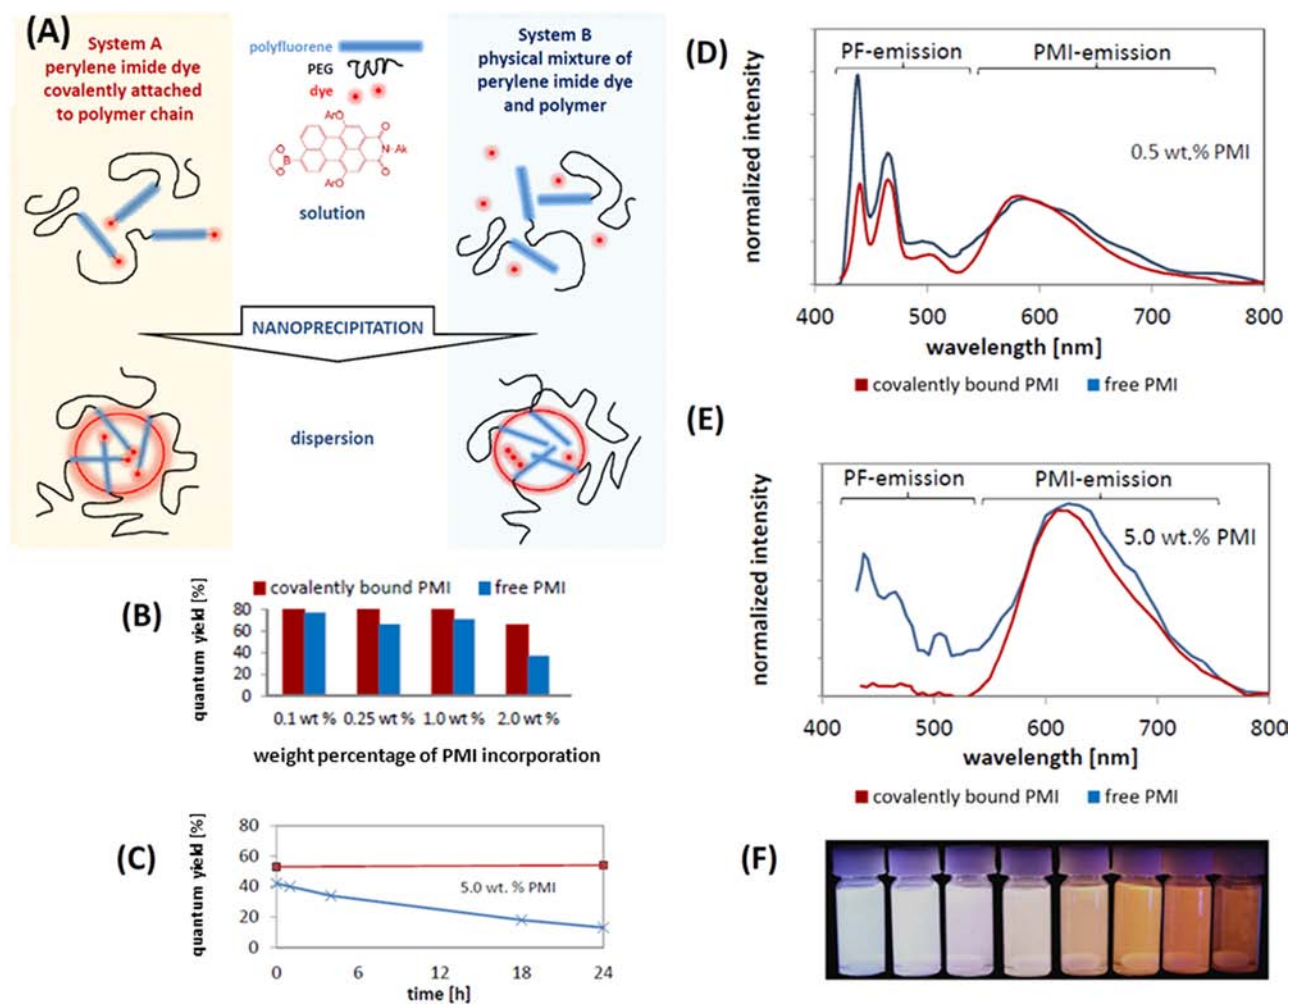 (A)
System A
perylene imide dye
covalently attached
to polymer chain
polyfluorene
PEG
dye
ArO
O
B
O
O
N-Ak
O
ArO
solution
System B
physical mixture of
perylene imide dye
and polymer
NANOPRECIPITATION
dispersion
(B)
quantum yield [%]
covalently bound PMI
free PMI
80
60
40
20
0
0.1 wt %
0.25 wt %
1.0 wt %
2.0 wt %
weight percentage of PMI incorporation
(C)
quantum yield [%]
80
60
40
20
0
5.0 wt. % PMI
0
6
12
18
24
time [h]
(D)
normalized intensity
PF-emission
PMI-emission
0.5 wt.% PMI
400
500
600
700
800
wavelength [nm]
covalently bound PMI
free PMI
(E)
normalized intensity
PF-emission
PMI-emission
5.0 wt.% PMI
400
500
600
700
800
wavelength [nm]
covalently bound PMI
free PMI
(F)